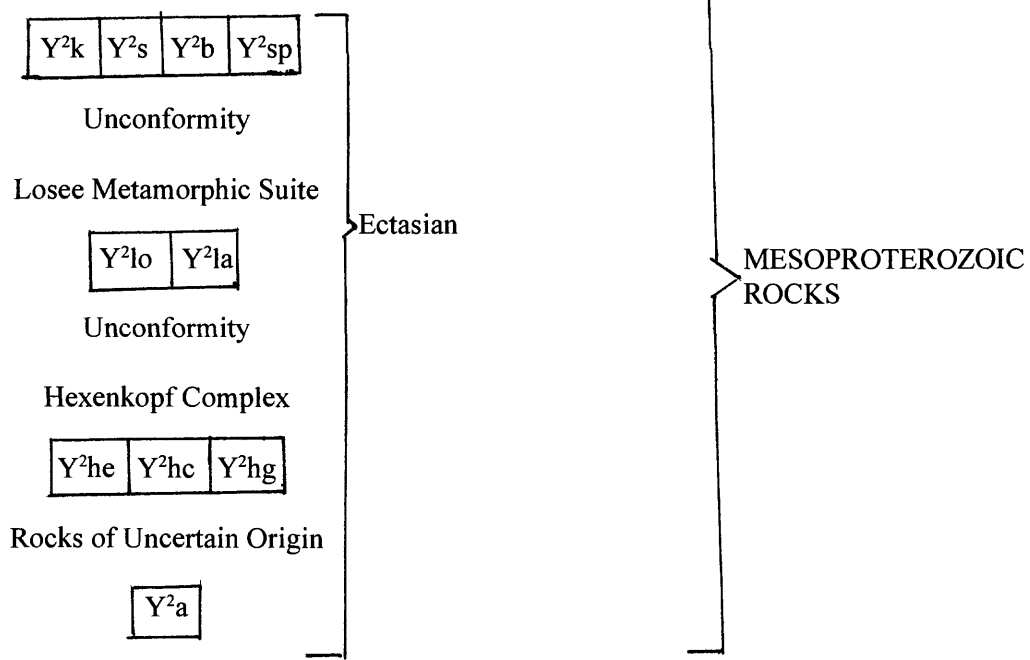 Y²k Y²s Y²b Y²sp
Unconformity
Losee Metamorphic Suite
Ectasian
Y²lo Y²la
MESOPROTEROZOIC
ROCKS
Unconformity
Hexenkopf Complex
Y²he Y²hc Y²hg
Rocks of Uncertain Origin
Y²a